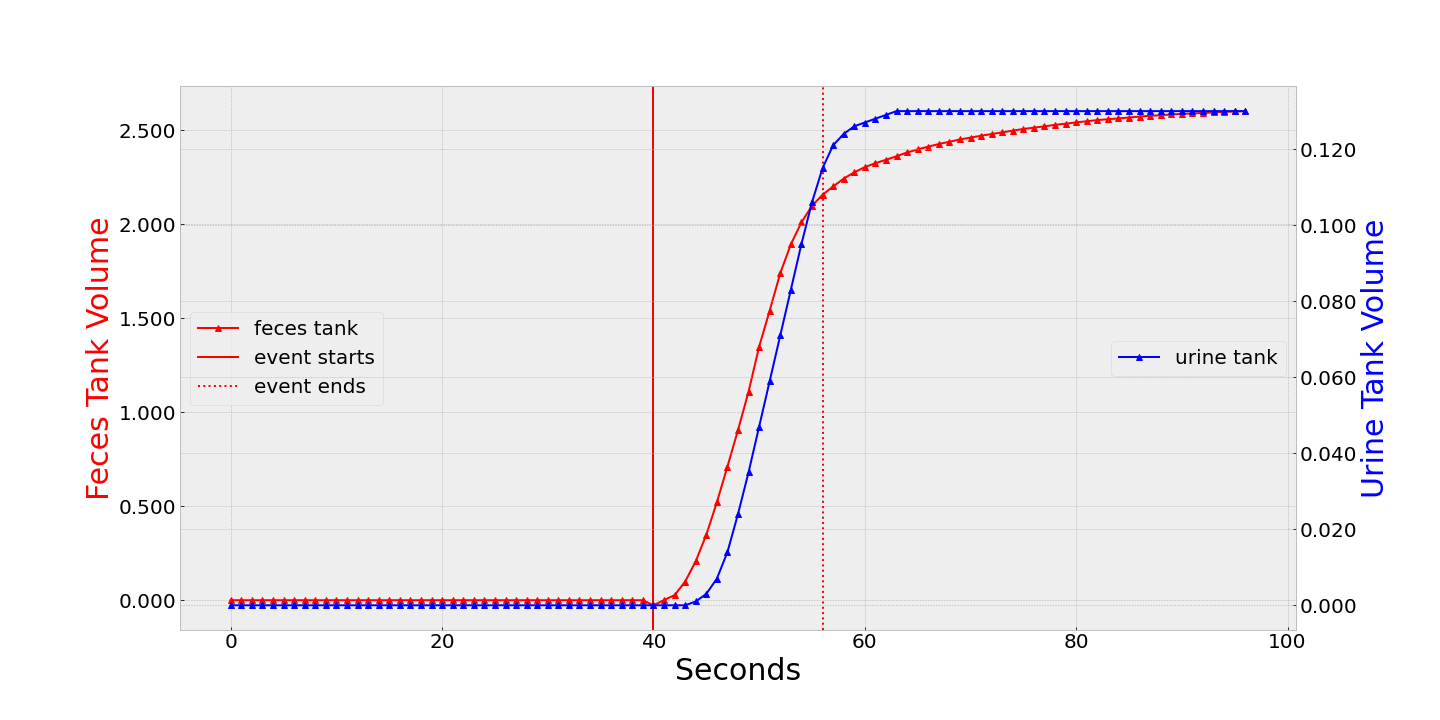 2.500
2.000
1.500
1.000
0.500
0.000
Feces Tank Volume
feces tank
event starts
event ends
urine tank
0.120
0.100
0.080
0.060
0.040
0.020
0.000
Urine Tank Volume
0 20 40 60 80 100
Seconds